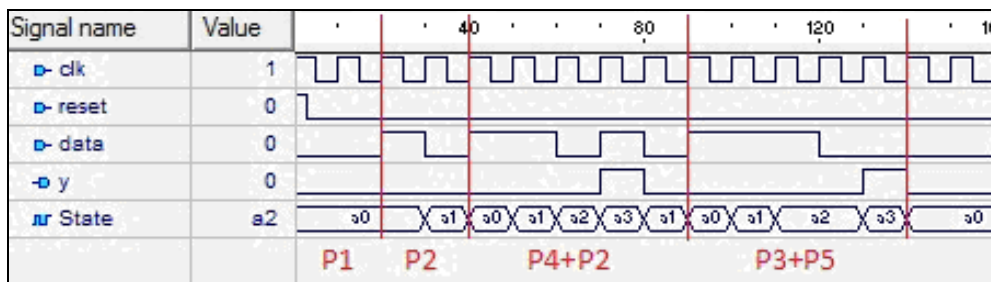 Signal name Value 40 80 120
clk 1
reset 0
data 0
y 0
State a2 a0 a1 a0 a1 a2 a3 a1 a0 a1 a2 a3 a0
P1 P2 P4+P2 P3+P5